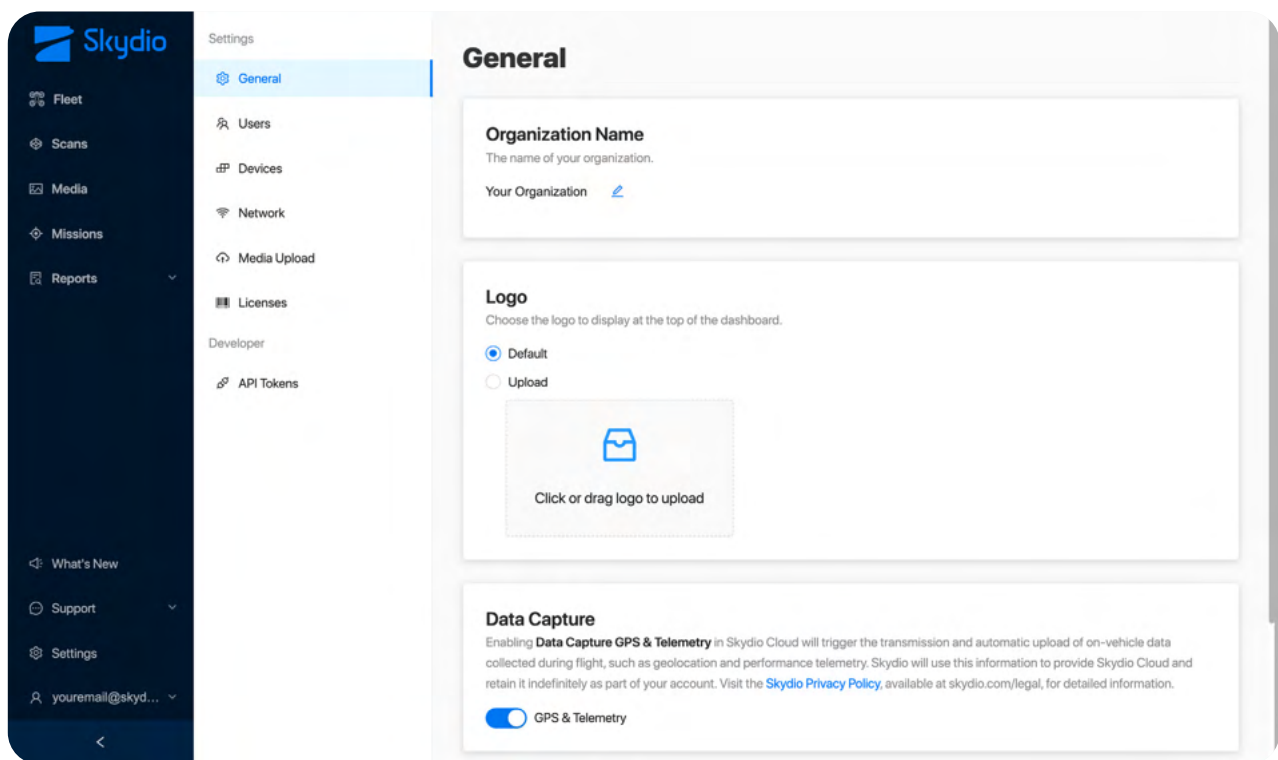 Skydio
Fleet
Scans
Media
Missions
Reports
What's New
Support
Settings
youremail@skyd...
Settings
General
Users
Devices
Network
Media Upload
Licenses
Developer
API Tokens
General
Organization Name
The name of your organization.
Your Organization
Logo
Choose the logo to display at the top of the dashboard.
Default
Upload
Click or drag logo to upload
Data Capture
Enabling Data Capture GPS & Telemetry in Skydio Cloud will trigger the transmission and automatic upload of on-vehicle data
collected during flight, such as geolocation and performance telemetry. Skydio will use this information to provide Skydio Cloud and
retain it indefinitely as part of your account. Visit the Skydio Privacy Policy, available at skydio.com/legal, for detailed information.
GPS & Telemetry